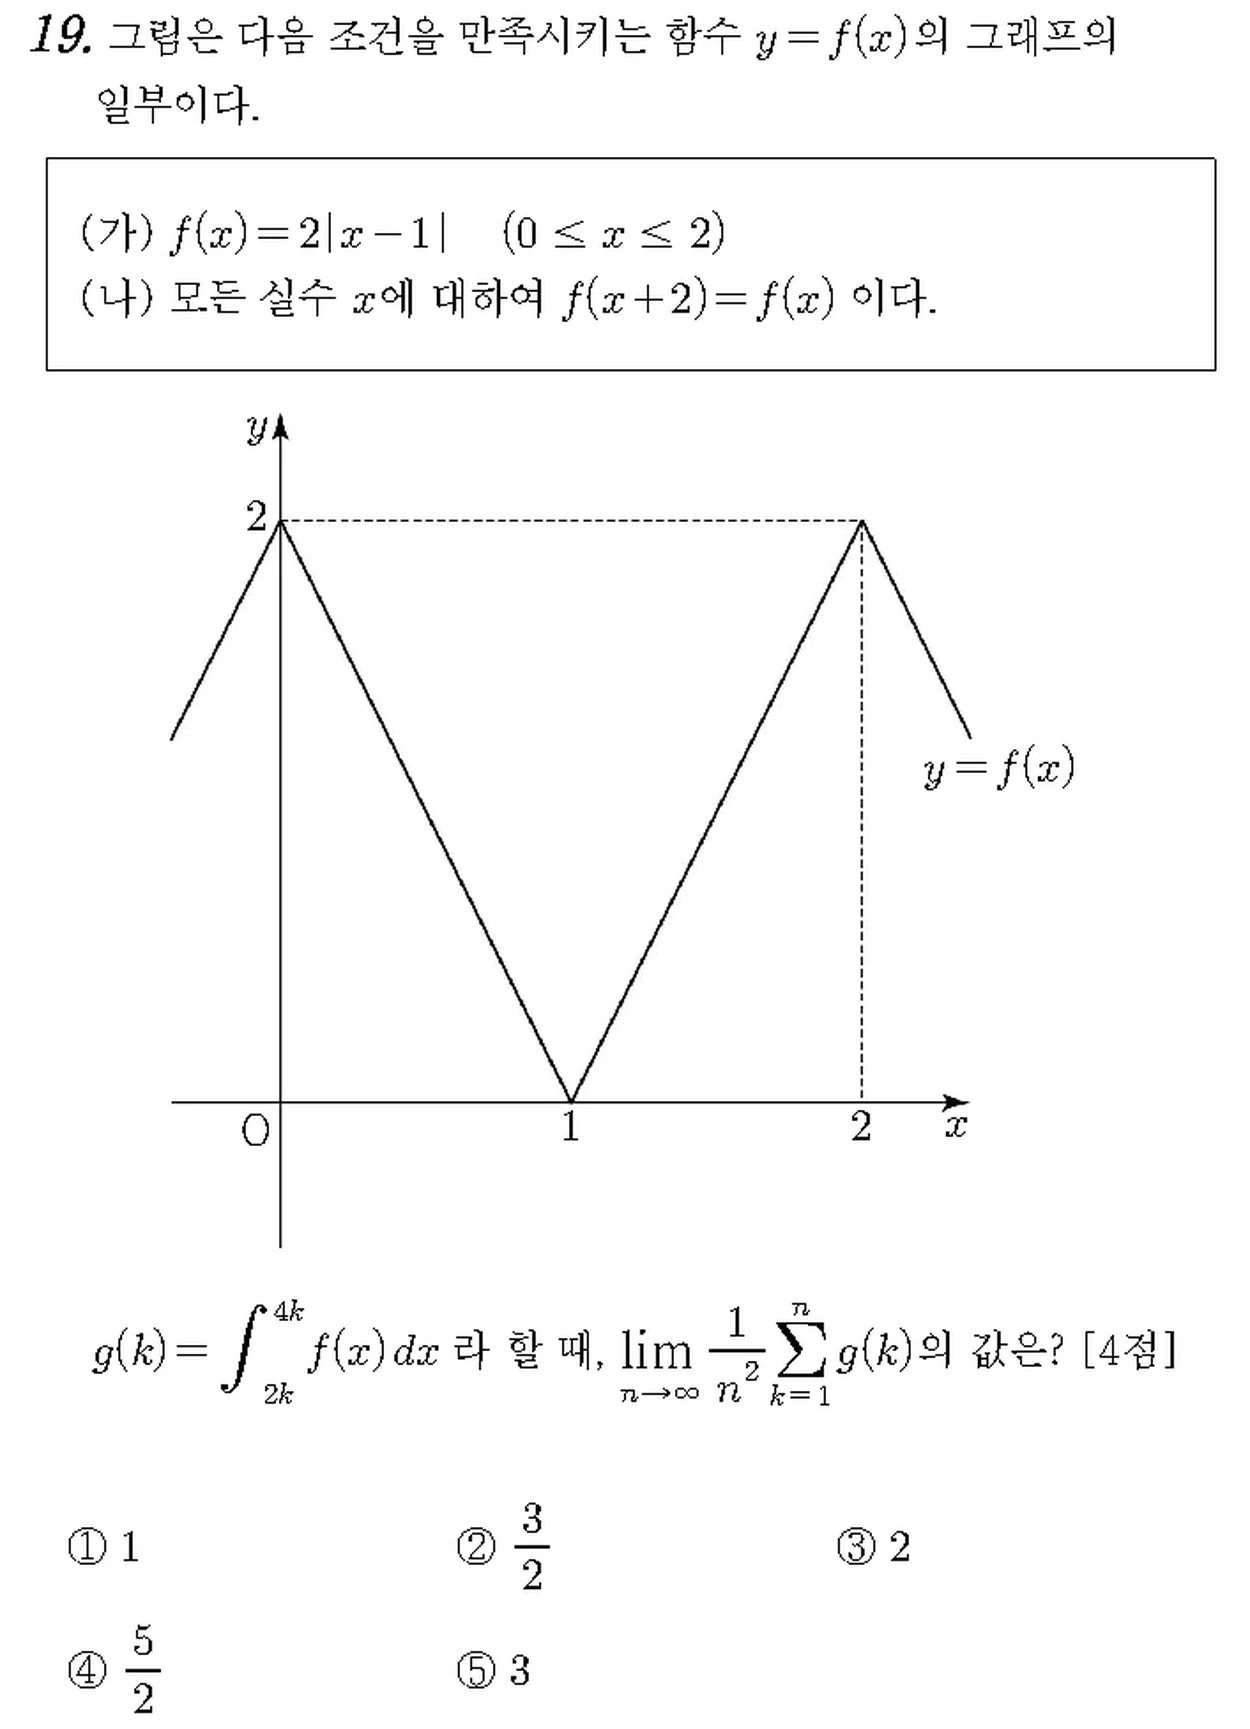 19. 그림은 다음 조건을 만족시키는 함수 y=f(x)의 그래프의
일부이다.
(가) f(x)=2|x-1| (0≤x≤2)
(나) 모든 실수 x에 대하여 f(x+2)=f(x) 이다.
y
2
y=f(x)
O 1 2 x
g(k)=∫_{2k}^{4k} f(x)dx 라 할 때, lim_{n→∞} 1/n² ∑_{k=1}^{n} g(k)의 값은? [4점]
① 1 ② 3/2 ③ 2
④ 5/2 ⑤ 3